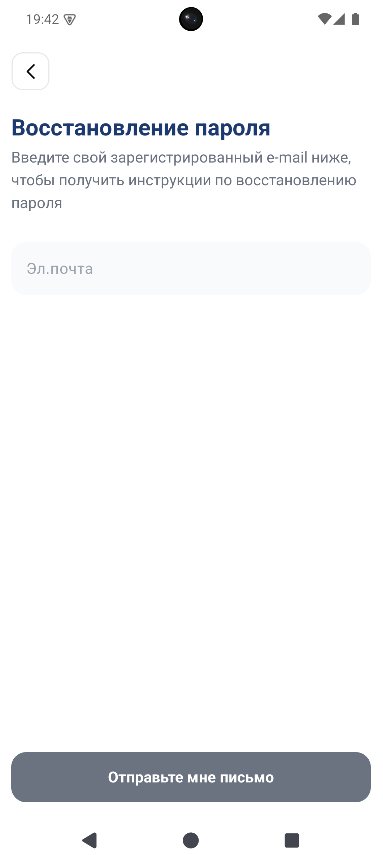 19:42
Восстановление пароля
Введите свой зарегистрированный e-mail ниже,
чтобы получить инструкции по восстановлению
пароля
Эл.почта
Отправьте мне письмо